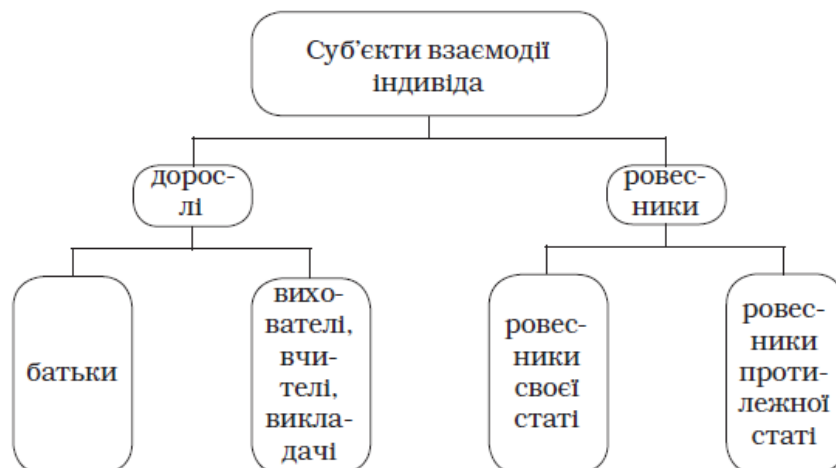 Суб’єкти взаємодії
індивіда
дорос-
лі
ровес-
ники
батьки
вихо-
вателі,
вчи-
телі,
викла-
дачі
ровес-
ники
своєї
статі
ровес-
ники
проти-
лежної
статі